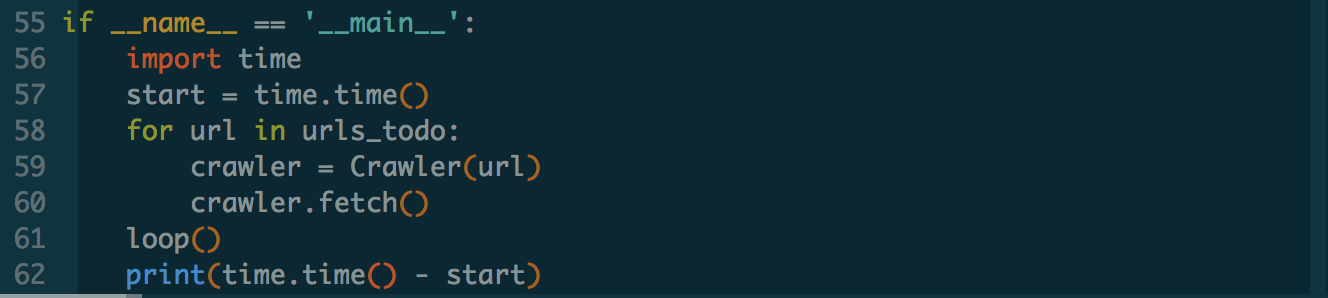 55 if __name__ == '__main__':
56     import time
57     start = time.time()
58     for url in urls_todo:
59         crawler = Crawler(url)
60         crawler.fetch()
61     loop()
62     print(time.time() - start)